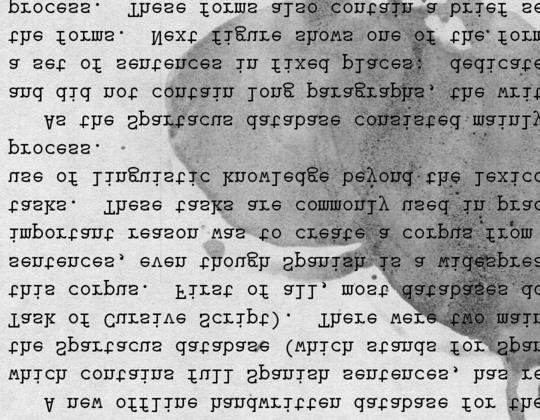 A new offline handwritten database for the
which contains full Spanish sentences, has re
the Spartacus database (which stands for Span
Task of Cursive Script). There were two main
this corpus. First of all, most databases do
sentences, even though Spanish is a widesprea
important reason was to create a corpus from
tasks. These tasks are commonly used in prac
use of linguistic knowledge beyond the lexico
process.
As the Spartacus database consisted mainly
and did not contain long paragraphs, the writ
a set of sentences in fixed places: dedicate
the forms. Next figure shows one of the form
process. These forms also contain a brief se